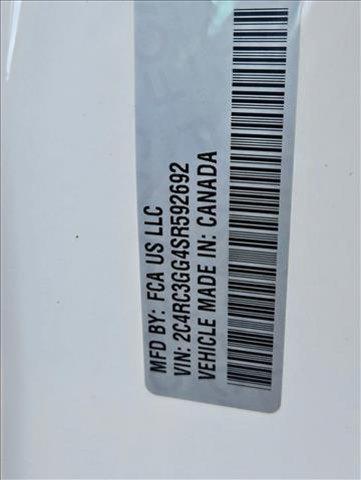 MFD BY: FCA US LLC
VIN: 2C4RC3GG4SR592692
VEHICLE MADE IN: CANADA